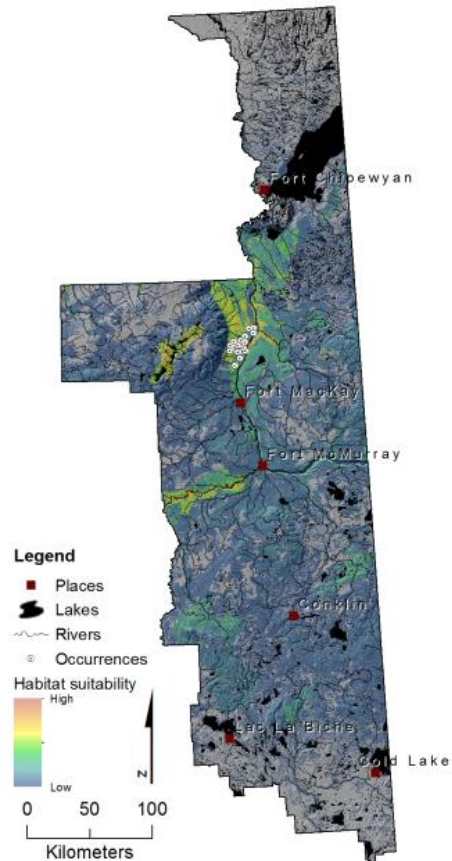 Fort Chipewyan
Fort MacKay
Fort McMurray
Conklin
Lac La Biche
Cold Lake
Legend
Places
Lakes
Rivers
Occurrences
Habitat suitability
High
Low
N
0 50 100
Kilometers